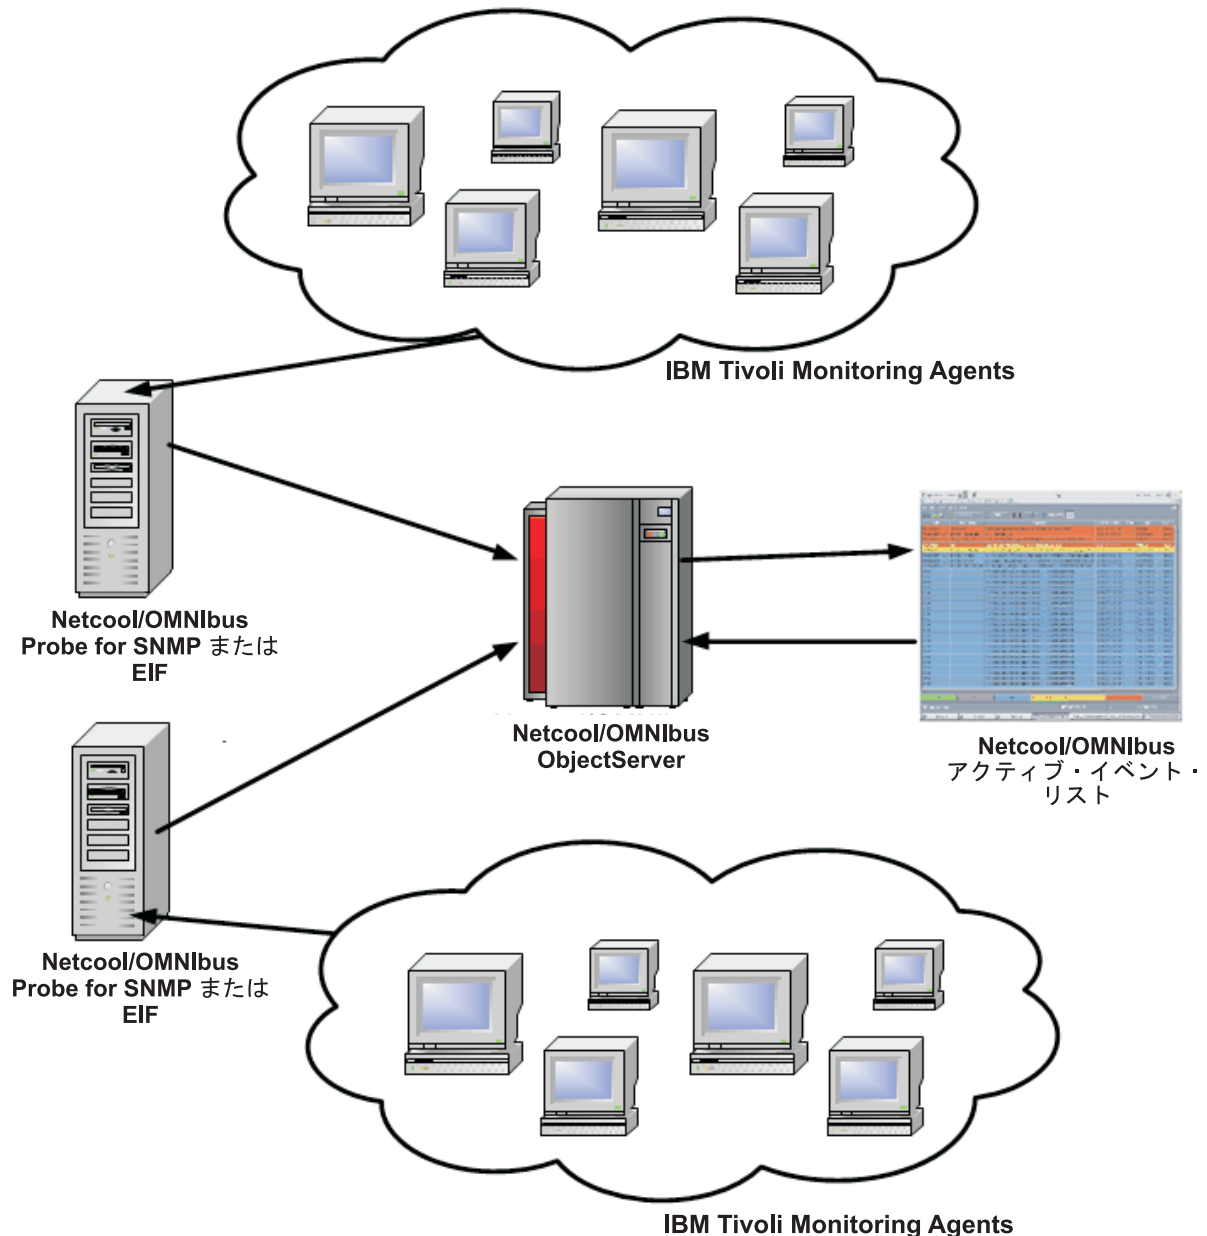 IBM Tivoli Monitoring Agents
Netcool/OMNIbus
Probe for SNMP または
EIF
Netcool/OMNIbus
ObjectServer
Netcool/OMNIbus
アクティブ・イベント・
リスト
Netcool/OMNIbus
Probe for SNMP または
EIF
IBM Tivoli Monitoring Agents